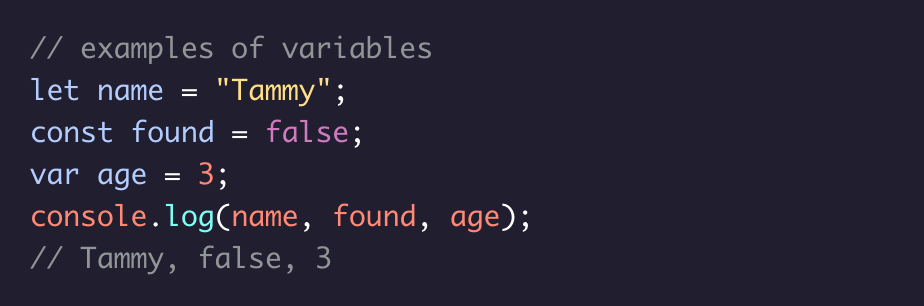 // examples of variables
let name = "Tammy";
const found = false;
var age = 3;
console.log(name, found, age);
// Tammy, false, 3